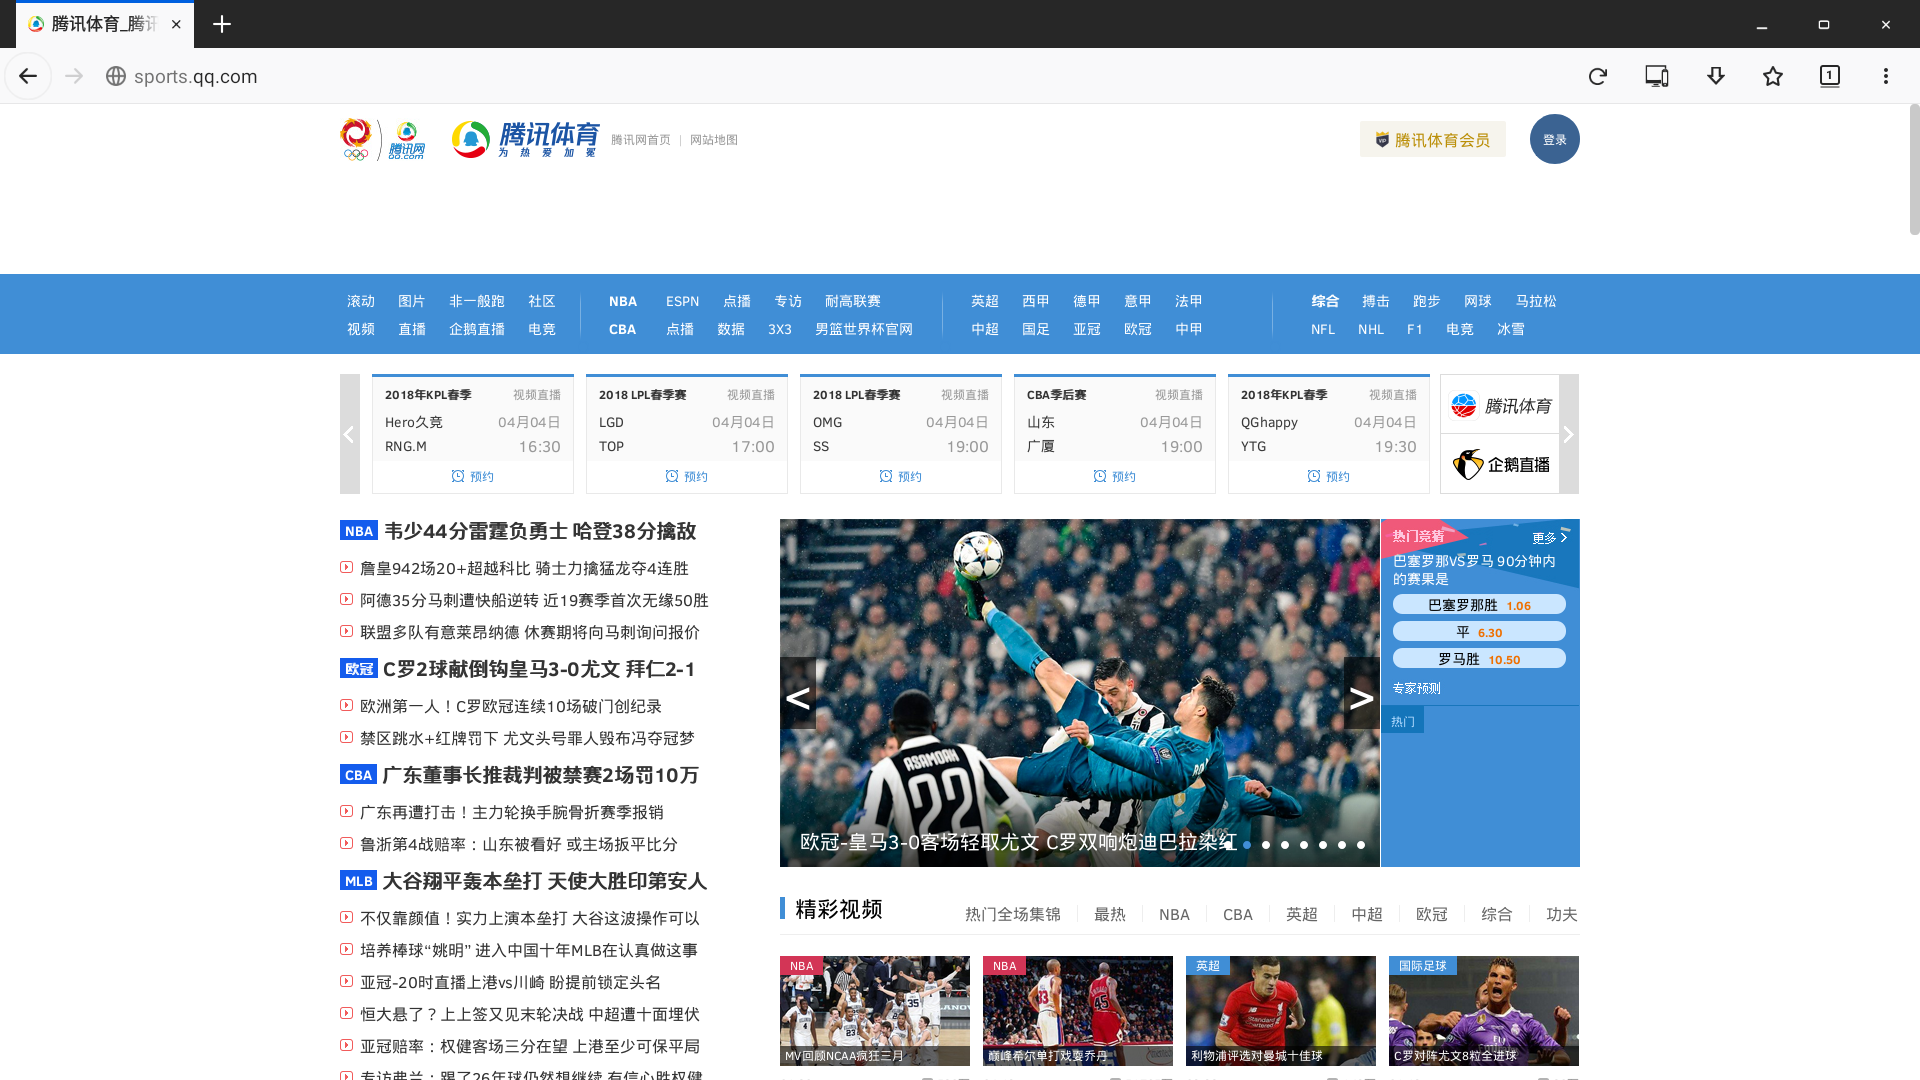 腾讯体育_腾讯
sports.qq.com
1
腾讯网
QQ.com
腾讯体育
为热爱加冕
腾讯网首页 | 网站地图
VIP 腾讯体育会员
登录
滚动 图片 非一般跑 社区 NBA ESPN 点播 专访 耐高联赛 英超 西甲 德甲 意甲 法甲 综合 搏击 跑步 网球 马拉松
视频 直播 企鹅直播 电竞 CBA 点播 数据 3X3 男篮世界杯官网 中超 国足 亚冠 欧冠 中甲 NFL NHL F1 电竞 冰雪
2018年KPL春季 视频直播
Hero久竞 04月04日
RNG.M 16:30
预约
2018 LPL春季赛 视频直播
LGD 04月04日
TOP 17:00
预约
2018 LPL春季赛 视频直播
OMG 04月04日
SS 19:00
预约
CBA季后赛 视频直播
山东 04月04日
广厦 19:00
预约
2018年KPL春季 视频直播
QGhappy 04月04日
YTG 19:30
预约
腾讯体育
企鹅直播
NBA 韦少44分雷霆负勇士 哈登38分擒敌
詹皇942场20+超越科比 骑士力擒猛龙夺4连胜
阿德35分马刺遭快船逆转 近19赛季首次无缘50胜
联盟多队有意莱昂纳德 休赛期将向马刺询问报价
欧冠 C罗2球献倒钩皇马3-0尤文 拜仁2-1
欧洲第一人！C罗欧冠连续10场破门创纪录
禁区跳水+红牌罚下 尤文头号罪人毁布冯夺冠梦
CBA 广东董事长推裁判被禁赛2场罚10万
广东再遭打击！主力轮换手腕骨折赛季报销
鲁浙第4战赔率：山东被看好 或主场扳平比分
MLB 大谷翔平轰本垒打 天使大胜印第安人
不仅靠颜值！实力上演本垒打 大谷这波操作可以
培养棒球“姚明” 进入中国十年MLB在认真做这事
亚冠-20时直播上港vs川崎 盼提前锁定头名
恒大悬了？上上签又见末轮决战 中超遭十面埋伏
亚冠赔率：权健客场三分在望 上港至少可保平局
专访弗兰：踢了26年球仍然想继续 有信心胜权健
ASAMOAH
22
<
>
欧冠-皇马3-0客场轻取尤文 C罗双响炮迪巴拉染红
热门竞猜
更多
巴塞罗那VS罗马 90分钟内
的赛果是
巴塞罗那胜 1.06
平 6.30
罗马胜 10.50
专家预测
热门
精彩视频
热门全场集锦 最热 NBA CBA 英超 中超 欧冠 综合 功夫
NBA
35
4
23
MV回顾NCAA疯狂三月
NBA
33
45
巅峰希尔单打戏耍乔丹
英超
Standard Chartered
利物浦评选对曼城十佳球
国际足球
C罗对阵尤文8粒全进球